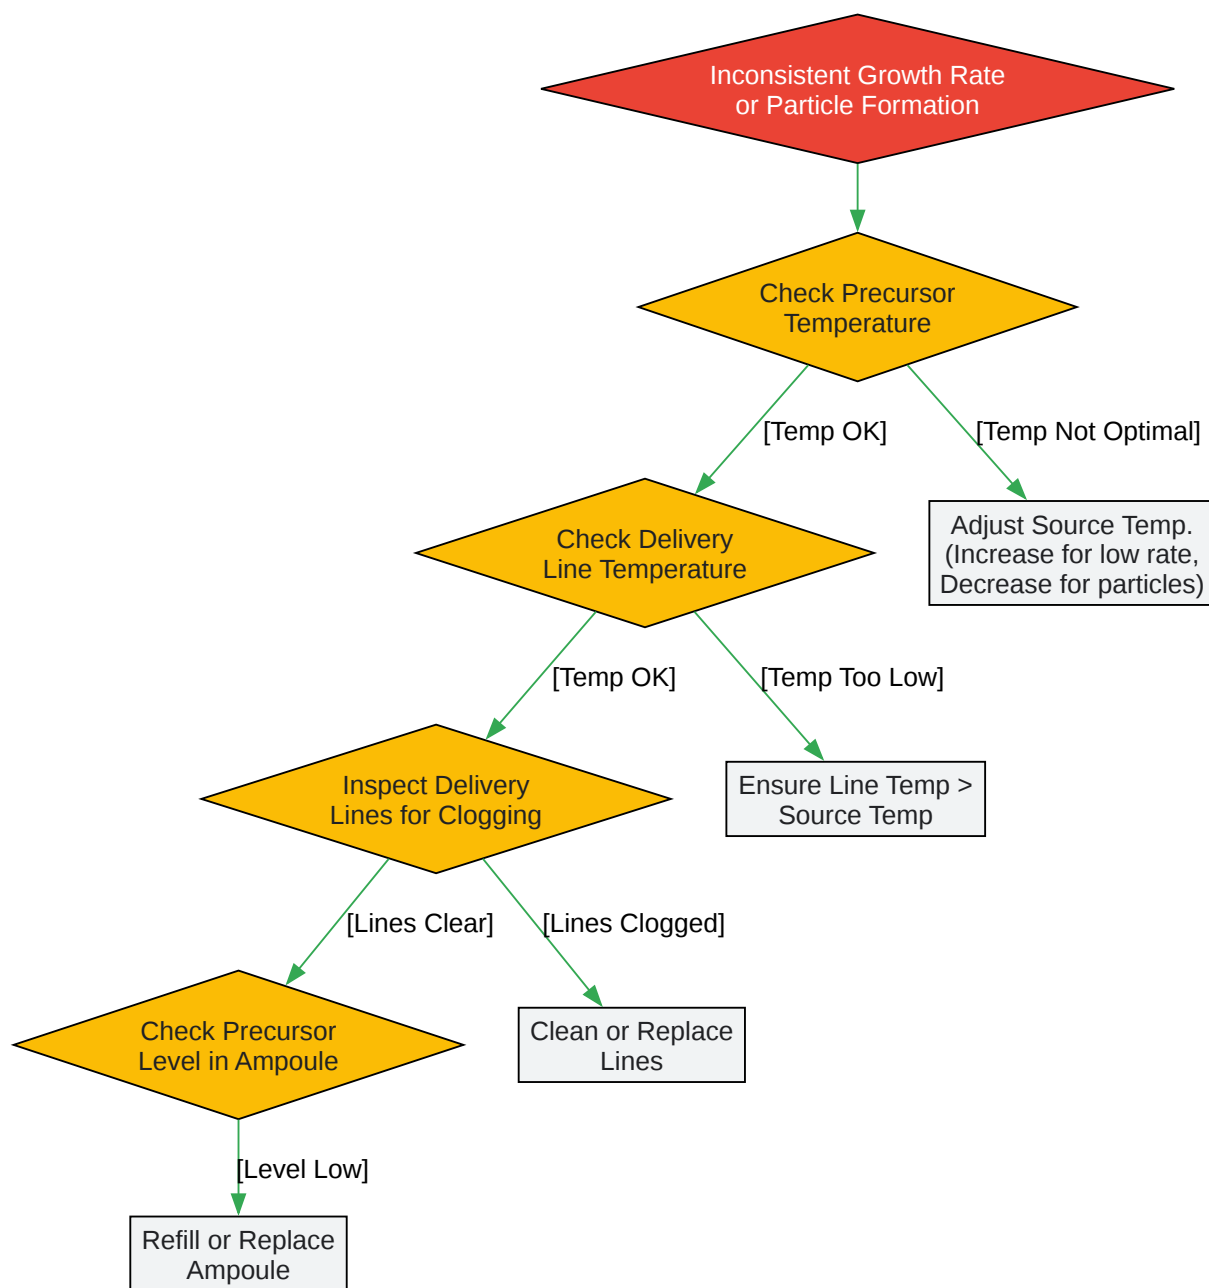 Inconsistent Growth Rate
or Particle Formation
Check Precursor
Temperature
[Temp OK]
[Temp Not Optimal]
Check Delivery
Line Temperature
Adjust Source Temp.
(Increase for low rate,
Decrease for particles)
[Temp OK]
[Temp Too Low]
Inspect Delivery
Lines for Clogging
Ensure Line Temp >
Source Temp
[Lines Clear]
[Lines Clogged]
Check Precursor
Level in Ampoule
Clean or Replace
Lines
[Level Low]
Refill or Replace
Ampoule